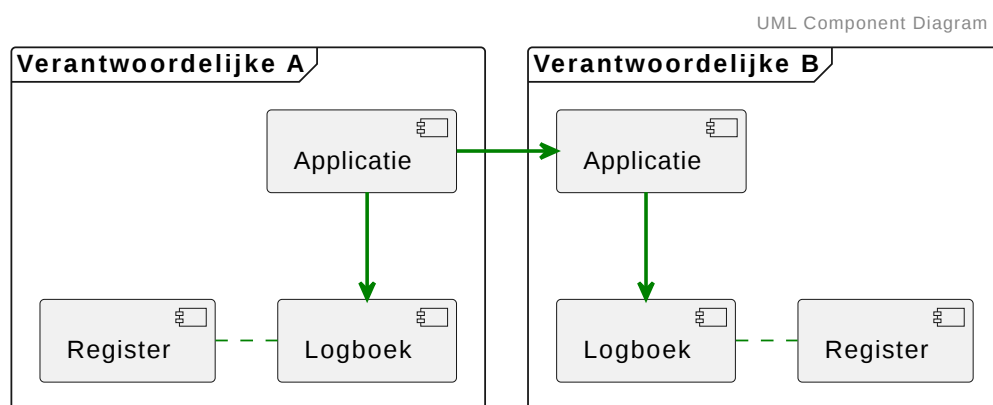 UML Component Diagram
Verantwoordelijke A
Verantwoordelijke B
Applicatie
Applicatie
Register
Logboek
Logboek
Register